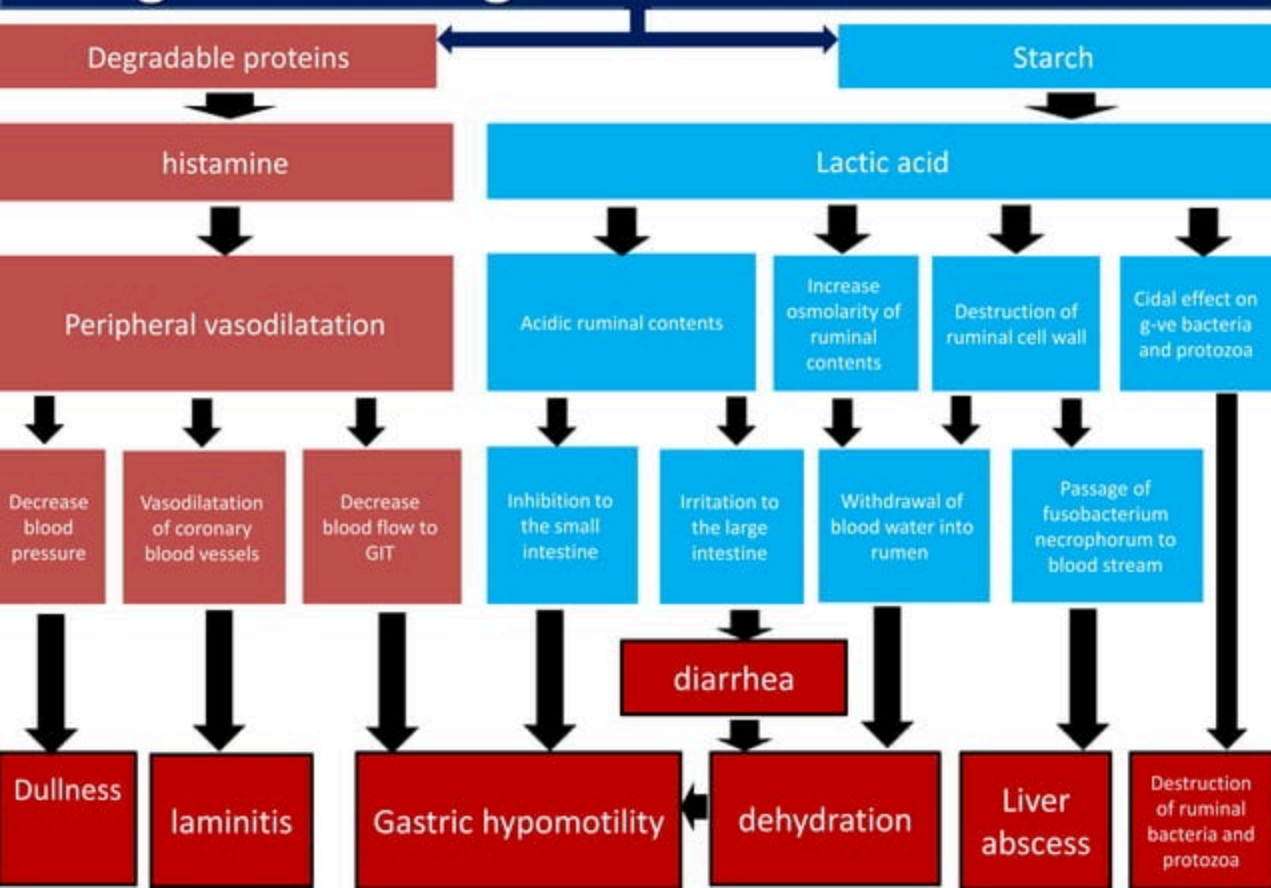 Degradable proteins
Starch
histamine
Lactic acid
Peripheral vasodilatation
Acidic ruminal contents
Increase
osmolarity of
ruminal
contents
Destruction of
ruminal cell wall
Cidal effect on
g-ve bacteria
and protozoa
Decrease
blood
pressure
Vasodilatation
of coronary
blood vessels
Decrease
blood flow to
GIT
Inhibition to
the small
intestine
Irritation to
the large
intestine
Withdrawal of
blood water into
rumen
Passage of
fusobacterium
necrophorum to
blood stream
diarrhea
Dullness
laminitis
Gastric hypomotility
dehydration
Liver
abscess
Destruction
of ruminal
bacteria and
protozoa